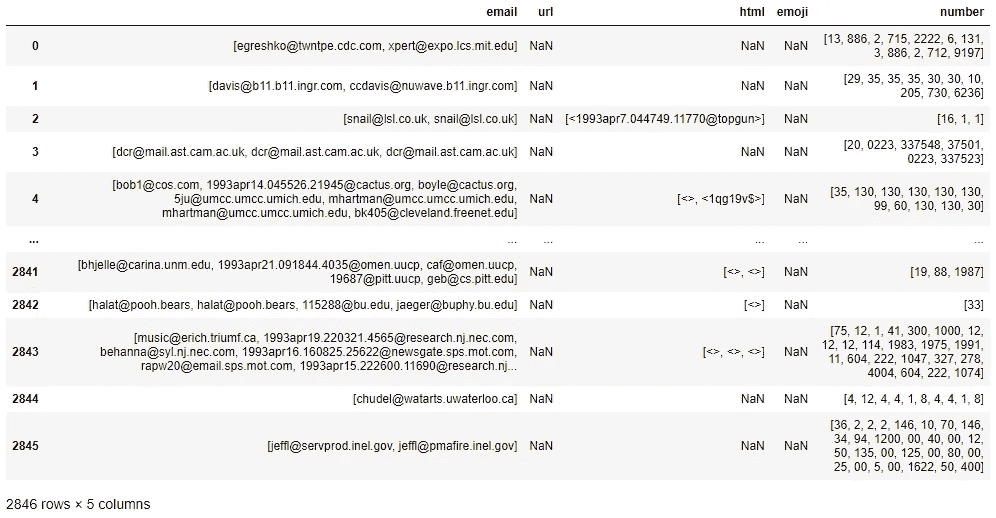 email url html emoji number
0 [egreshko@twntpe.cdc.com, xpert@expo.lcs.mit.edu] NaN NaN NaN [13, 886, 2, 715, 2222, 6, 131,
3, 886, 2, 712, 9197]
1 [davis@b11.b11.ingr.com, ccdavis@nuwave.b11.ingr.com] NaN NaN NaN [29, 35, 35, 35, 30, 30, 10,
205, 730, 6236]
2 [snail@lsl.co.uk, snail@lsl.co.uk] NaN [<1993apr7.044749.11770@topgun>] NaN [16, 1, 1]
3 [dcr@mail.ast.cam.ac.uk, dcr@mail.ast.cam.ac.uk, dcr@mail.ast.cam.ac.uk] NaN NaN NaN [20, 0223, 337548, 37501,
0223, 337523]
[bob1@cos.com, 1993apr14.045526.21945@cactus.org, boyle@cactus.org,
4 5ju@umcc.umcc.umich.edu, mhartman@umcc.umcc.umich.edu, NaN [<>, <1qg19v$>] NaN [35, 130, 130, 130, 130, 130,
mhartman@umcc.umcc.umich.edu, bk405@cleveland.freenet.edu] 99, 60, 130, 130, 30]
... ... ... ... ... ...
2841 [bhjelle@carina.unm.edu, 1993apr21.091844.4035@omen.uucp, caf@omen.uucp, NaN [<>, <>] NaN [19, 88, 1987]
19687@pitt.uucp, geb@cs.pitt.edu]
2842 [halat@pooh.bears, halat@pooh.bears, 115288@bu.edu, jaeger@buphy.bu.edu] NaN [<>] NaN [33]
[75, 12, 1, 41, 300, 1000, 12,
[music@erich.triumf.ca, 1993apr19.220321.4565@research.nj.nec.com, 12, 12, 114, 1983, 1975, 1991,
2843 behanna@syl.nj.nec.com, 1993apr16.160825.25622@newsgate.sps.mot.com, NaN [<>, <>, <>] NaN 11, 604, 222, 1047, 327, 278,
rapw20@email.sps.mot.com, 1993apr15.222600.11690@research.nj... 4004, 604, 222, 1074]
2844 [chudel@watarts.uwaterloo.ca] NaN NaN NaN [4, 12, 4, 4, 1, 8, 4, 4, 1, 8]
[36, 2, 2, 2, 146, 10, 70, 146,
34, 94, 1200, 00, 40, 00, 12,
2845 [jeffl@servprod.inel.gov, jeffl@pmafire.inel.gov] NaN NaN NaN 50, 135, 00, 125, 00, 80, 00,
25, 00, 5, 00, 1622, 50, 400]
2846 rows × 5 columns